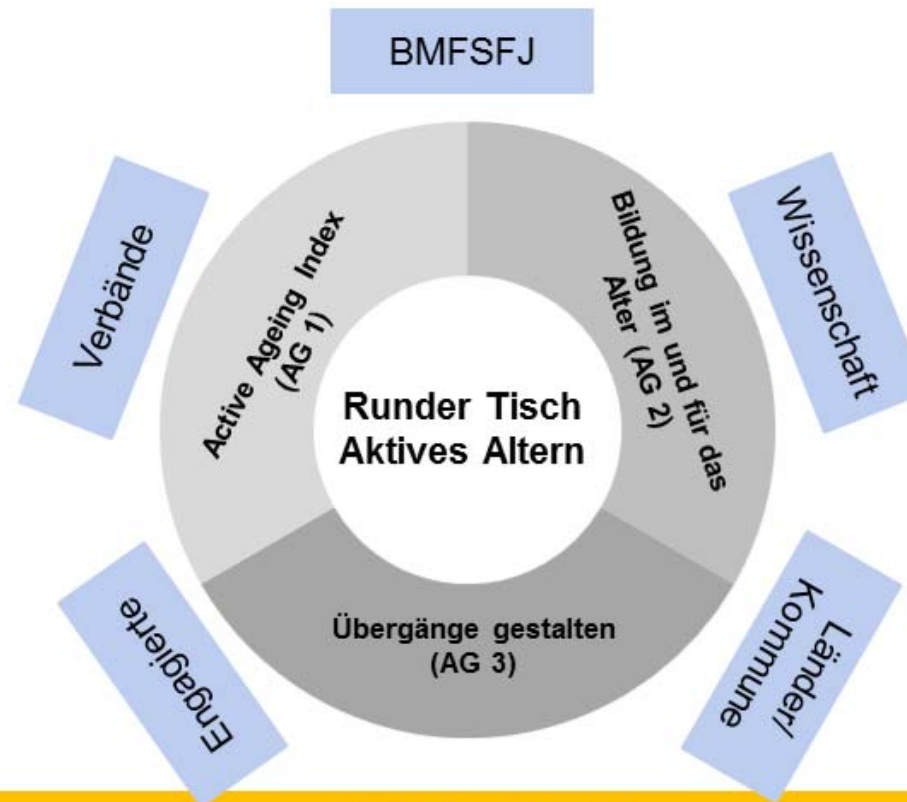 BMFSFJ
Verbände
Wissenschaft
Active Ageing Index
(AG 1)
Bildung im und für das
Alter (AG 2)
Runder Tisch
Aktives Altern
Übergänge gestalten
(AG 3)
Engagierte
Länder/
Kommune